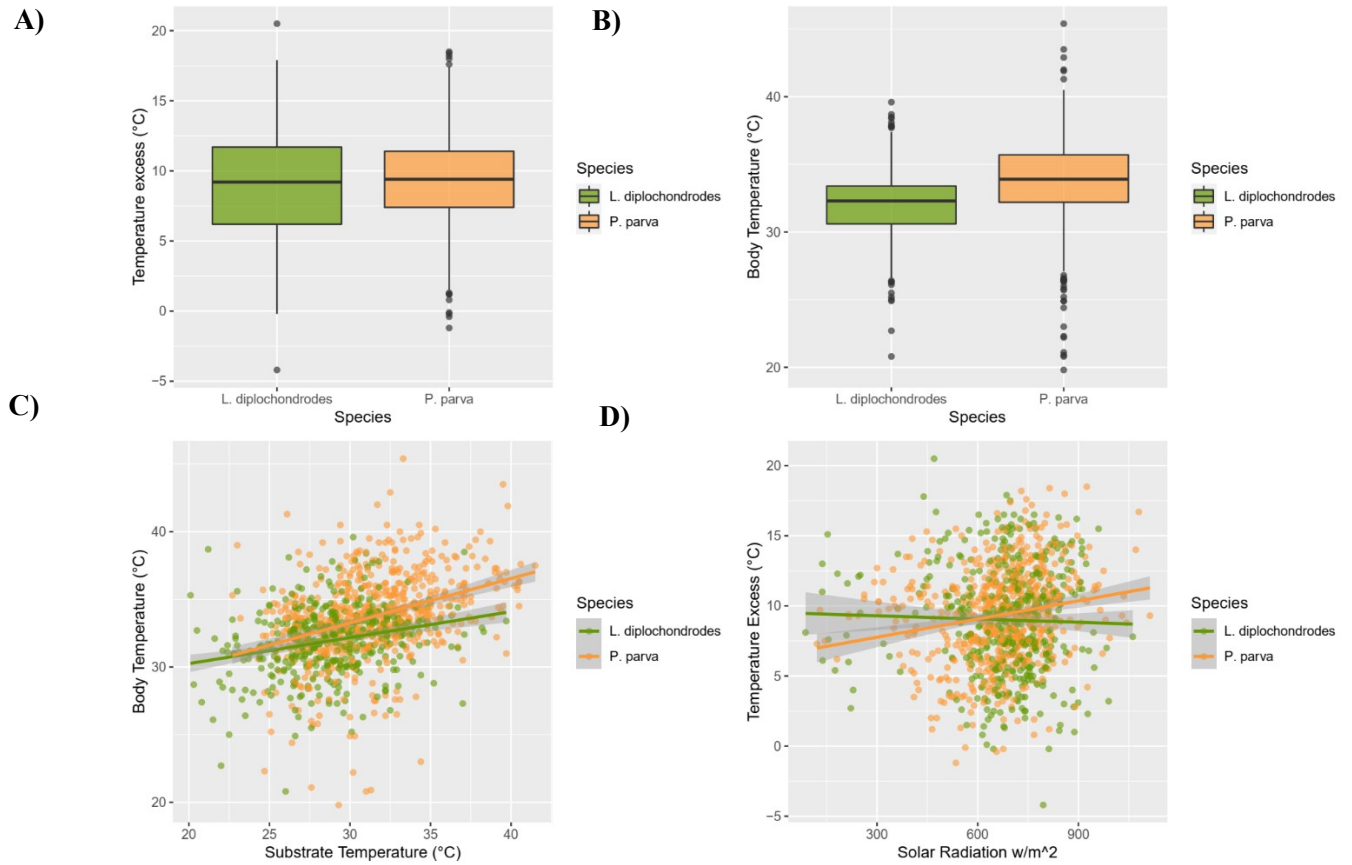 A)
20
15
10
5
0
−5
Temperature excess (°C)
L. diplochondrodes P. parva
Species
Species
L. diplochondrodes
P. parva
B)
40
30
20
Body Temperature (°C)
L. diplochondrodes P. parva
Species
Species
L. diplochondrodes
P. parva
C)
40
30
20
Body Temperature (°C)
20 25 30 35 40
Substrate Temperature (°C)
Species
L. diplochondrodes
P. parva
D)
20
15
10
5
0
−5
Temperature Excess (°C)
300 600 900
Solar Radiation w/m^2
Species
L. diplochondrodes
P. parva